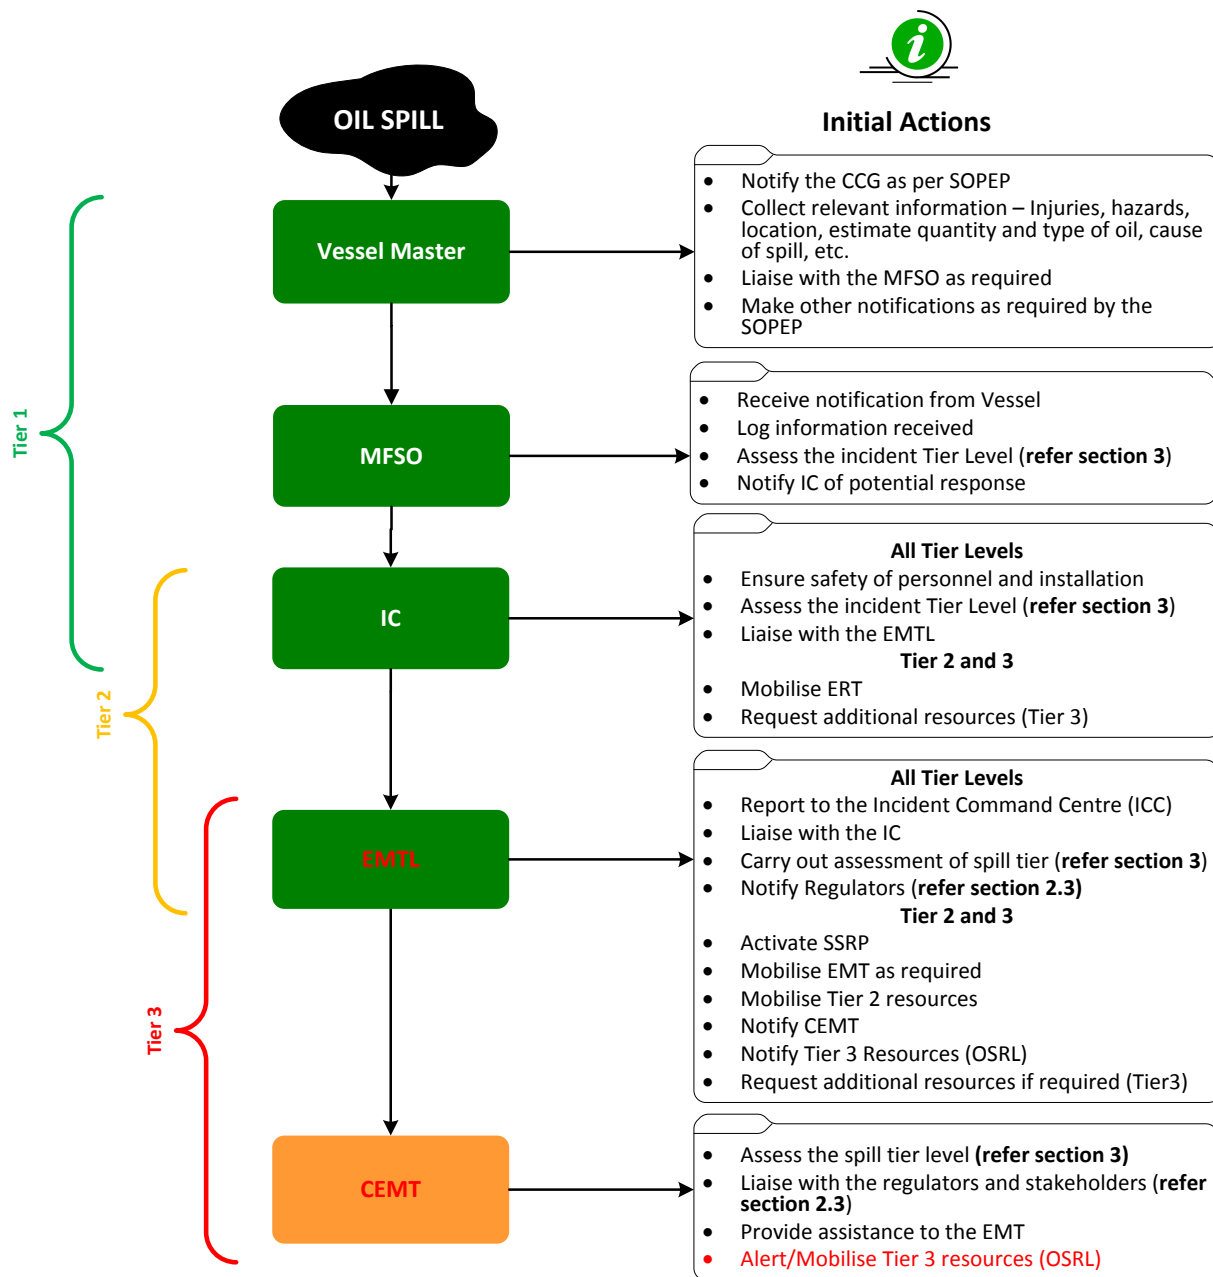 i
OIL SPILL
Initial Actions
Vessel Master
• Notify the CCG as per SOPEP
• Collect relevant information – Injuries, hazards,
location, estimate quantity and type of oil, cause
of spill, etc.
• Liaise with the MFSO as required
• Make other notifications as required by the
SOPEP
Tier 1
MFSO
• Receive notification from Vessel
• Log information received
• Assess the incident Tier Level (refer section 3)
• Notify IC of potential response
Tier 2
IC
All Tier Levels
• Ensure safety of personnel and installation
• Assess the incident Tier Level (refer section 3)
• Liaise with the EMTL
Tier 2 and 3
• Mobilise ERT
• Request additional resources (Tier 3)
Tier 3
EMTL
All Tier Levels
• Report to the Incident Command Centre (ICC)
• Liaise with the IC
• Carry out assessment of spill tier (refer section 3)
• Notify Regulators (refer section 2.3)
Tier 2 and 3
• Activate SSRP
• Mobilise EMT as required
• Mobilise Tier 2 resources
• Notify CEMT
• Notify Tier 3 Resources (OSRL)
• Request additional resources if required (Tier3)
CEMT
• Assess the spill tier level (refer section 3)
• Liaise with the regulators and stakeholders (refer
section 2.3)
• Provide assistance to the EMT
• Alert/Mobilise Tier 3 resources (OSRL)